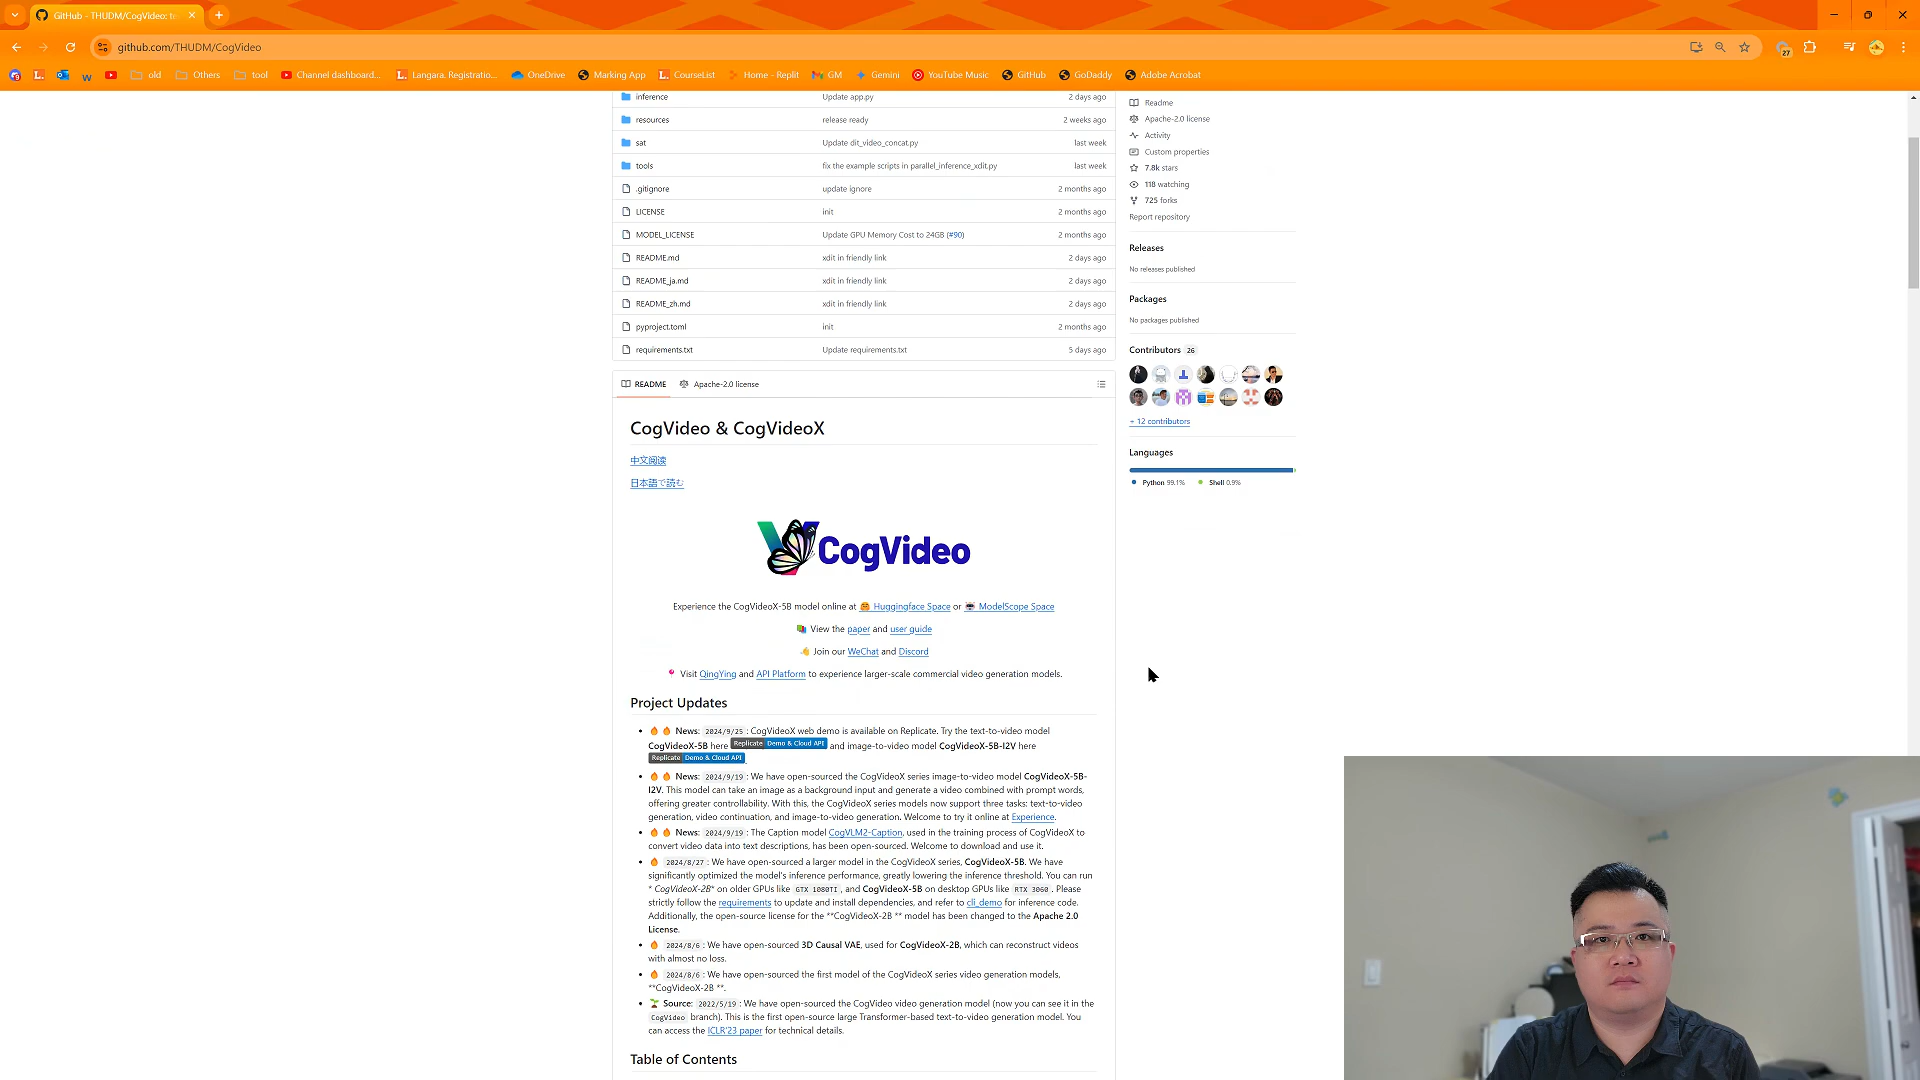 GitHub - THUDM/CogVideo: te
github.com/THUDM/CogVideo
27
old
Others
tool
Channel dashboard...
Langara. Registratio...
OneDrive
Marking App
CourseList
Home - Replit
GM
Gemini
YouTube Music
GitHub
GoDaddy
Adobe Acrobat
inference Update app.py 2 days ago
resources release ready 2 weeks ago
sat Update dit_video_concat.py last week
tools fix the example scripts in parallel_inference_xdit.py last week
.gitignore update ignore 2 months ago
LICENSE init 2 months ago
MODEL_LICENSE Update GPU Memory Cost to 24GB (#90) 2 months ago
README.md xdit in friendly link 2 days ago
README_ja.md xdit in friendly link 2 days ago
README_zh.md xdit in friendly link 2 days ago
pyproject.toml init 2 months ago
requirements.txt Update requirements.txt 5 days ago
Readme
Apache-2.0 license
Activity
Custom properties
7.8k stars
118 watching
725 forks
Report repository
Releases
No releases published
Packages
No packages published
Contributors 26
+ 12 contributors
Languages
Python 99.1% Shell 0.9%
README Apache-2.0 license
CogVideo & CogVideoX
中文阅读
日本語で読む
CogVideo
Experience the CogVideoX-5B model online at 🤗 Huggingface Space or 🤖 ModelScope Space
📚 View the paper and user guide
👋 Join our WeChat and Discord
📍 Visit QingYing and API Platform to experience larger-scale commercial video generation models.
Project Updates
• 🔥🔥 News: 2024/9/25: CogVideoX web demo is available on Replicate. Try the text-to-video model
CogVideoX-5B here Replicate Demo & Cloud API and image-to-video model CogVideoX-5B-I2V here
Replicate Demo & Cloud API.
• 🔥🔥 News: 2024/9/19: We have open-sourced the CogVideoX series image-to-video model CogVideoX-5B-
I2V. This model can take an image as a background input and generate a video combined with prompt words,
offering greater controllability. With this, the CogVideoX series models now support three tasks: text-to-video
generation, video continuation, and image-to-video generation. Welcome to try it online at Experience.
• 🔥🔥 News: 2024/9/19: The Caption model CogVLM2-Caption, used in the training process of CogVideoX to
convert video data into text descriptions, has been open-sourced. Welcome to download and use it.
• 🔥 2024/8/27: We have open-sourced a larger model in the CogVideoX series, CogVideoX-5B. We have
significantly optimized the model's inference performance, greatly lowering the inference threshold. You can run
* CogVideoX-2B* on older GPUs like GTX 1080TI, and CogVideoX-5B on desktop GPUs like RTX 3060. Please
strictly follow the requirements to update and install dependencies, and refer to cli_demo for inference code.
Additionally, the open-source license for the **CogVideoX-2B ** model has been changed to the Apache 2.0
License.
• 🔥 2024/8/6: We have open-sourced 3D Causal VAE, used for CogVideoX-2B, which can reconstruct videos
with almost no loss.
• 🔥 2024/8/6: We have open-sourced the first model of the CogVideoX series video generation models,
**CogVideoX-2B **.
• 🌱 Source: 2022/5/19: We have open-sourced the CogVideo video generation model (now you can see it in the
CogVideo branch). This is the first open-source large Transformer-based text-to-video generation model. You
can access the ICLR'23 paper for technical details.
Table of Contents